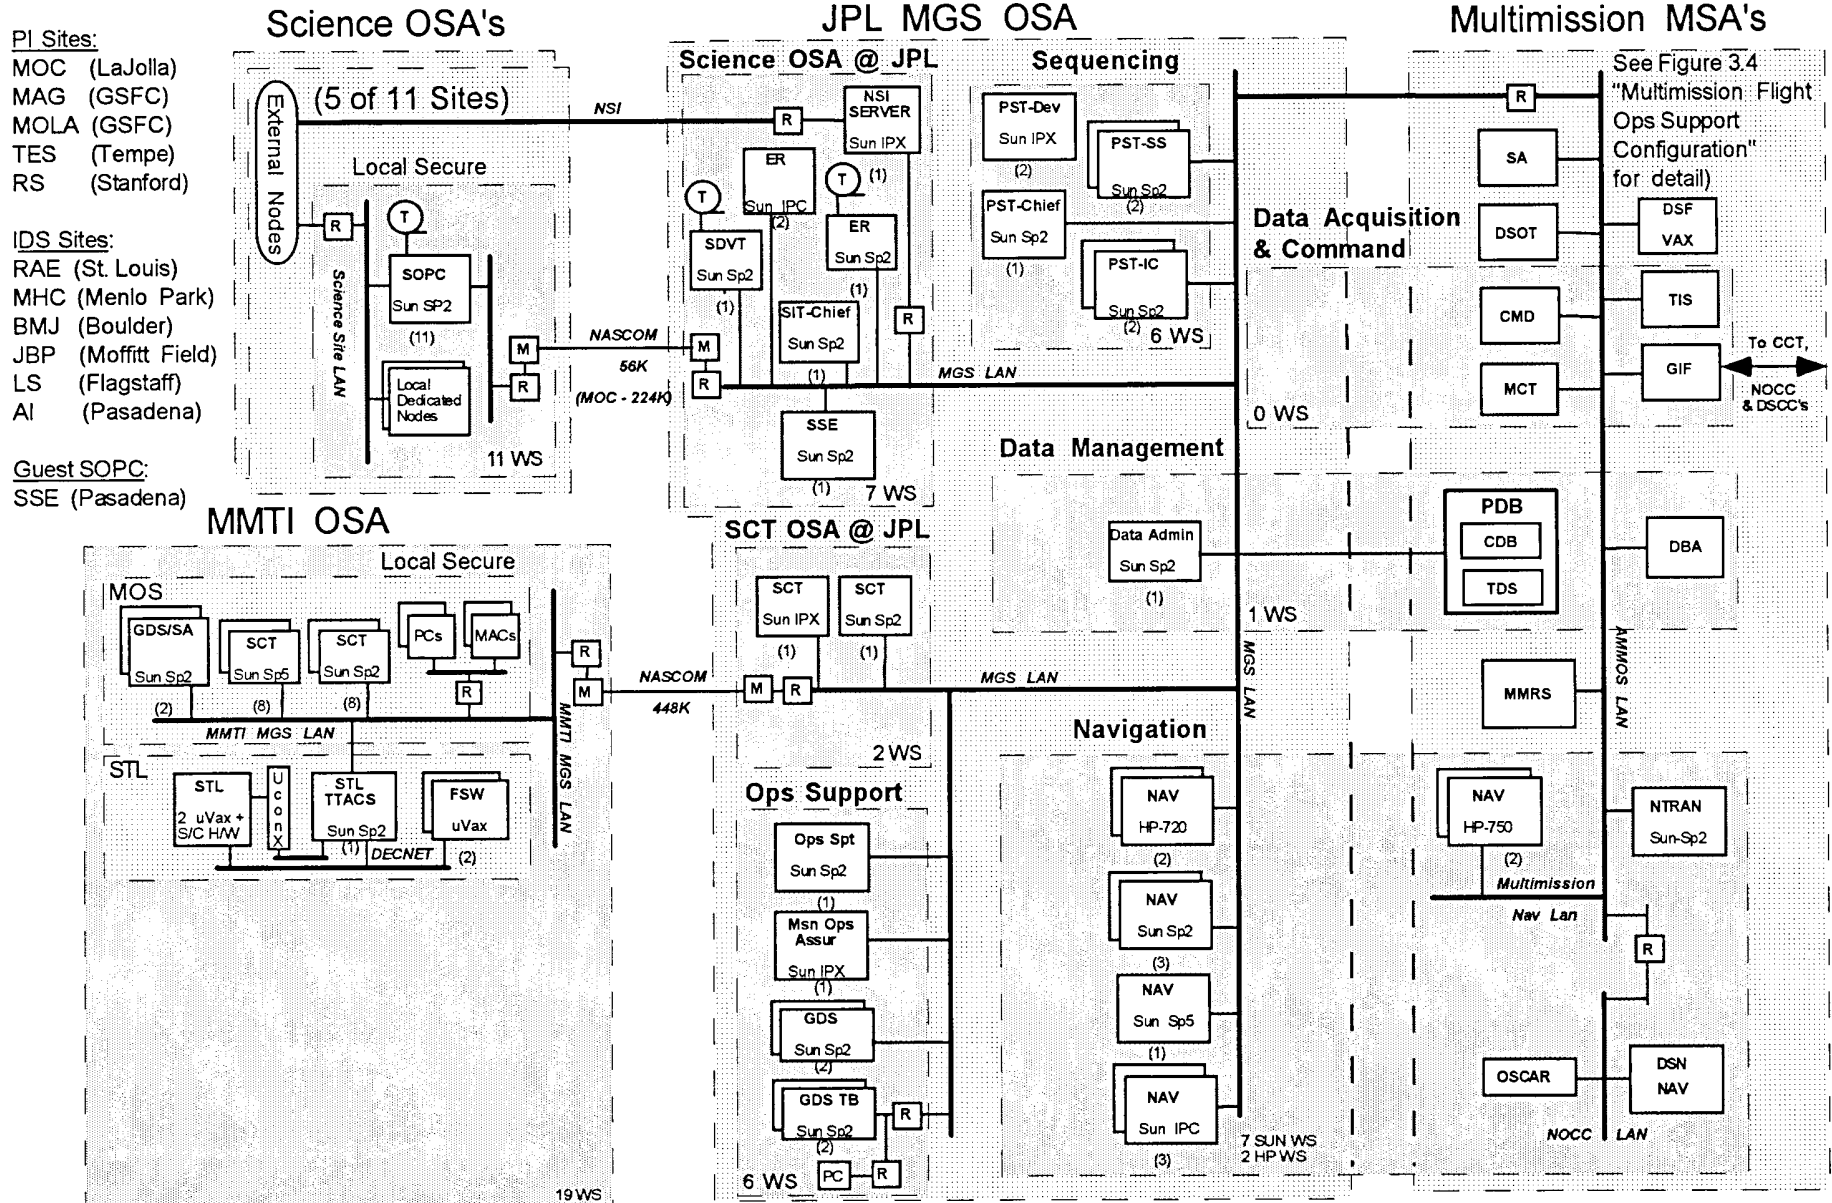 Science OSA's
JPL MGS OSA
Multimission MSA's
PI Sites:
MOC (LaJolla)
MAG (GSFC)
MOLA (GSFC)
TES (Tempe)
RS (Stanford)
IDS Sites:
RAE (St. Louis)
MHC (Menlo Park)
BMJ (Boulder)
JBP (Moffitt Field)
LS (Flagstaff)
AI (Pasadena)
Guest SOPC:
SSE (Pasadena)
(5 of 11 Sites)
External Nodes
NSI
Local Secure
R
T
SOPC
Sun SP2
(11)
Science Site LAN
Local
Dedicated
Nodes
M
R
11 WS
NASCOM
56K
(MOC - 224K)
Science OSA @ JPL
R
NSI
SERVER
Sun IPX
(1)
ER
Sun IPC
(2)
T
SDVT
Sun Sp2
(1)
T
ER
Sun Sp2
(1)
SIT-Chief
Sun Sp2
(1)
R
M
R
MGS LAN
SSE
Sun Sp2
(1)
7 WS
Sequencing
PST-Dev
Sun IPX
(2)
PST-SS
Sun Sp2
(2)
PST-Chief
Sun Sp2
(1)
PST-IC
Sun Sp2
(2)
6 WS
Data Acquisition
& Command
0 WS
R
See Figure 3.4
"Multimission Flight
Ops Support
Configuration"
for detail)
SA
DSOT
DSF
VAX
CMD
TIS
MCT
GIF
To CCT,
NOCC
& DSCC's
Data Management
Data Admin
Sun Sp2
(1)
1 WS
PDB
CDB
TDS
DBA
MGS LAN
AMMOS LAN
MMRS
MMTI OSA
Local Secure
MOS
GDS/SA
Sun Sp2
(2)
SCT
Sun Sp5
(8)
SCT
Sun Sp2
(8)
PCs
MACs
R
MMTI MGS LAN
R
M
MMTI MGS LAN
NASCOM
448K
STL
STL
2 uVax +
S/C H/W
UconX
STL
TTACS
Sun Sp2
(1)
FSW
uVax
(2)
DECNET
19 WS
SCT OSA @ JPL
SCT
Sun IPX
(1)
SCT
Sun Sp2
(1)
M
R
MGS LAN
2 WS
Ops Support
Ops Spt
Sun Sp2
(1)
Msn Ops
Assur
Sun IPX
(1)
GDS
Sun Sp2
(2)
GDS TB
Sun Sp2
(2)
R
PC
R
6 WS
Navigation
NAV
HP-720
(2)
NAV
Sun Sp2
(3)
NAV
Sun Sp5
(1)
NAV
Sun IPC
(3)
7 SUN WS
2 HP WS
NAV
HP-750
(2)
NTRAN
Sun-Sp2
Multimission
Nav Lan
R
OSCAR
DSN
NAV
NOCC LAN